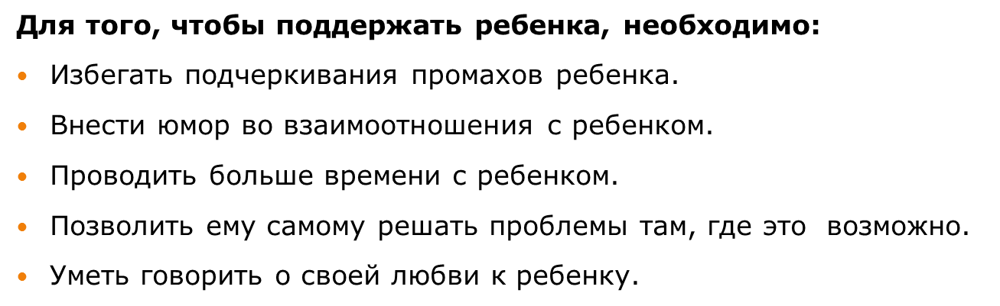 Для того, чтобы поддержать ребенка, необходимо:
• Избегать подчеркивания промахов ребенка.
• Внести юмор во взаимоотношения с ребенком.
• Проводить больше времени с ребенком.
• Позволить ему самому решать проблемы там, где это  возможно.
• Уметь говорить о своей любви к ребенку.